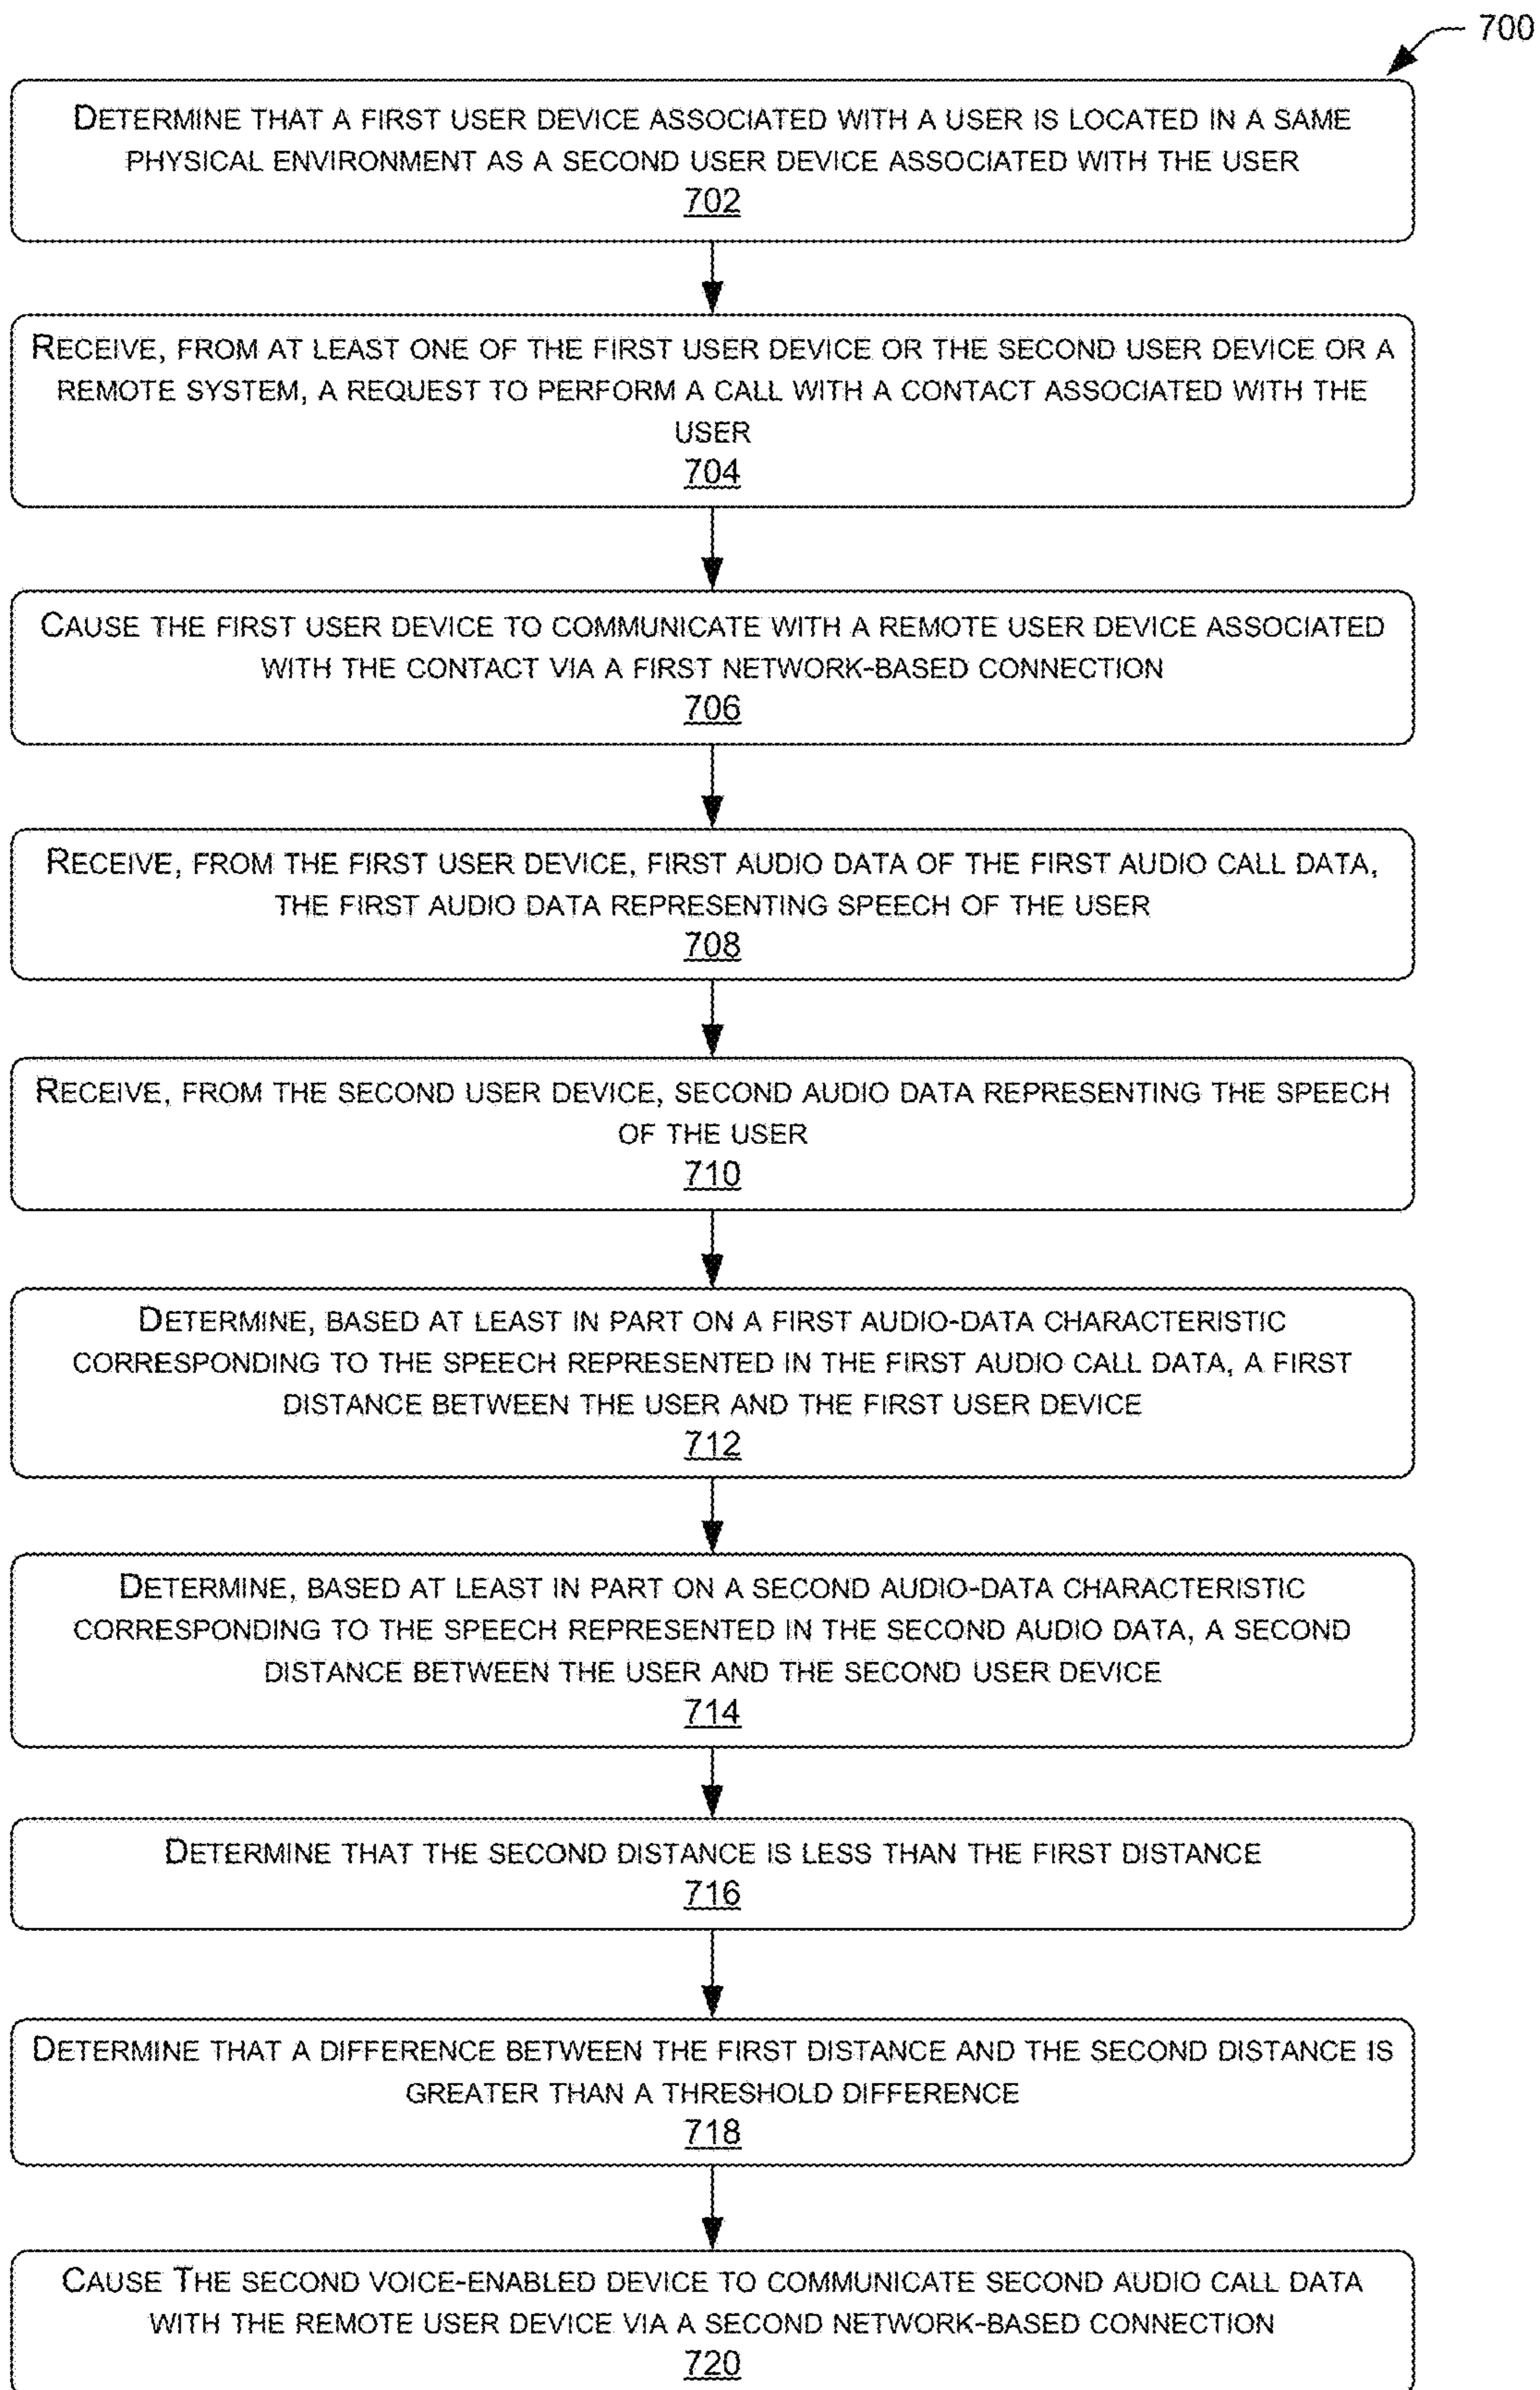 700
DETERMINE THAT A FIRST USER DEVICE ASSOCIATED WITH A USER IS LOCATED IN A SAME
PHYSICAL ENVIRONMENT AS A SECOND USER DEVICE ASSOCIATED WITH THE USER
702
RECEIVE, FROM AT LEAST ONE OF THE FIRST USER DEVICE OR THE SECOND USER DEVICE OR A
REMOTE SYSTEM, A REQUEST TO PERFORM A CALL WITH A CONTACT ASSOCIATED WITH THE
USER
704
CAUSE THE FIRST USER DEVICE TO COMMUNICATE WITH A REMOTE USER DEVICE ASSOCIATED
WITH THE CONTACT VIA A FIRST NETWORK-BASED CONNECTION
706
RECEIVE, FROM THE FIRST USER DEVICE, FIRST AUDIO DATA OF THE FIRST AUDIO CALL DATA,
THE FIRST AUDIO DATA REPRESENTING SPEECH OF THE USER
708
RECEIVE, FROM THE SECOND USER DEVICE, SECOND AUDIO DATA REPRESENTING THE SPEECH
OF THE USER
710
DETERMINE, BASED AT LEAST IN PART ON A FIRST AUDIO-DATA CHARACTERISTIC
CORRESPONDING TO THE SPEECH REPRESENTED IN THE FIRST AUDIO CALL DATA, A FIRST
DISTANCE BETWEEN THE USER AND THE FIRST USER DEVICE
712
DETERMINE, BASED AT LEAST IN PART ON A SECOND AUDIO-DATA CHARACTERISTIC
CORRESPONDING TO THE SPEECH REPRESENTED IN THE SECOND AUDIO DATA, A SECOND
DISTANCE BETWEEN THE USER AND THE SECOND USER DEVICE
714
DETERMINE THAT THE SECOND DISTANCE IS LESS THAN THE FIRST DISTANCE
716
DETERMINE THAT A DIFFERENCE BETWEEN THE FIRST DISTANCE AND THE SECOND DISTANCE IS
GREATER THAN A THRESHOLD DIFFERENCE
718
CAUSE THE SECOND VOICE-ENABLED DEVICE TO COMMUNICATE SECOND AUDIO CALL DATA
WITH THE REMOTE USER DEVICE VIA A SECOND NETWORK-BASED CONNECTION
720